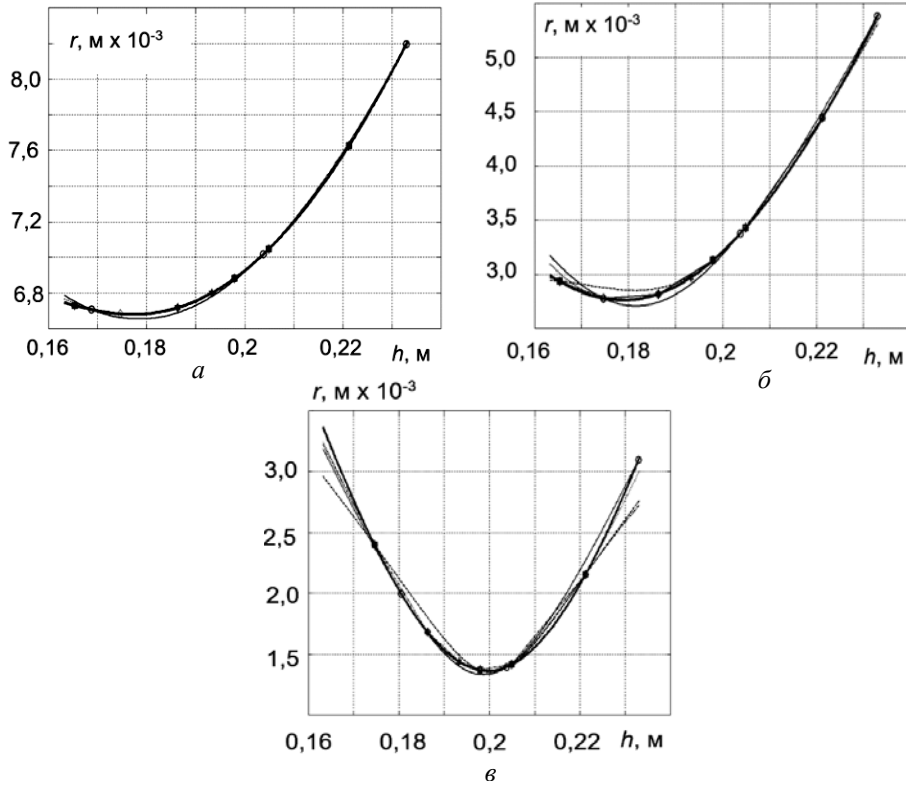 r, м x 10⁻³
8,0
7,6
7,2
6,8
0,16 0,18 0,2 0,22 h, м
а
r, м x 10⁻³
5,0
4,5
4,0
3,5
3,0
0,16 0,18 0,2 0,22 h, м
б
r, м x 10⁻³
3,0
2,5
2,0
1,5
0,16 0,18 0,2 0,22 h, м
в